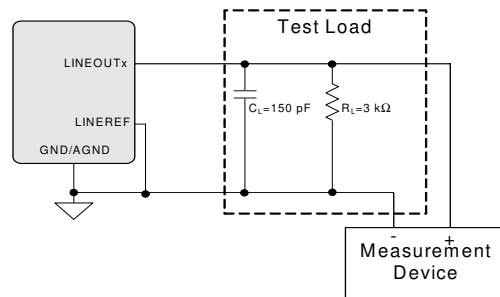 Test Load
LINEOUTx
C_L=150 pF
R_L=3 kΩ
LINEREF
GND/AGND
- +
Measurement
Device